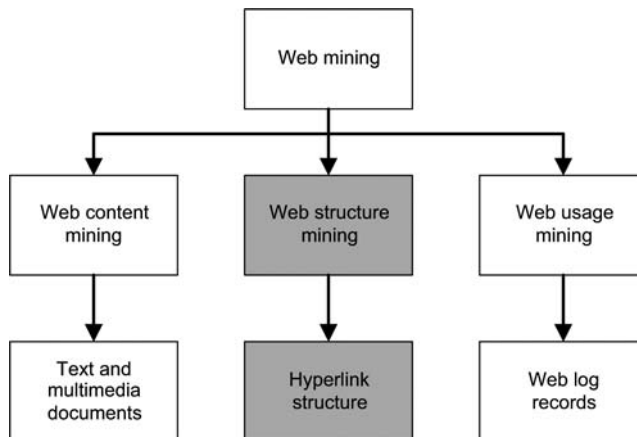 Web mining
Web content
mining
Web structure
mining
Web usage
mining
Text and
multimedia
documents
Hyperlink
structure
Web log
records